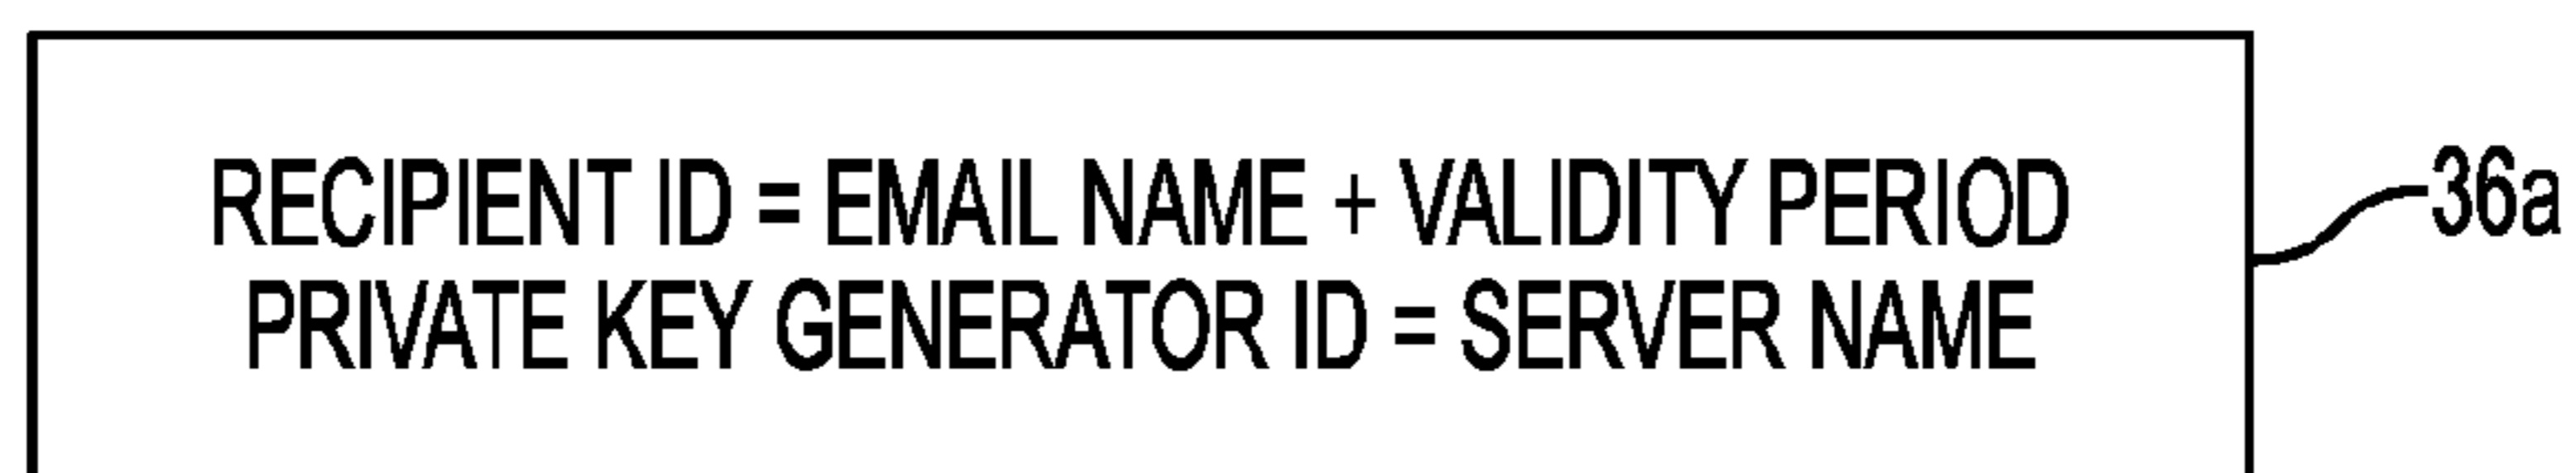 RECIPIENT ID = EMAIL NAME + VALIDITY PERIOD
PRIVATE KEY GENERATOR ID = SERVER NAME
36a